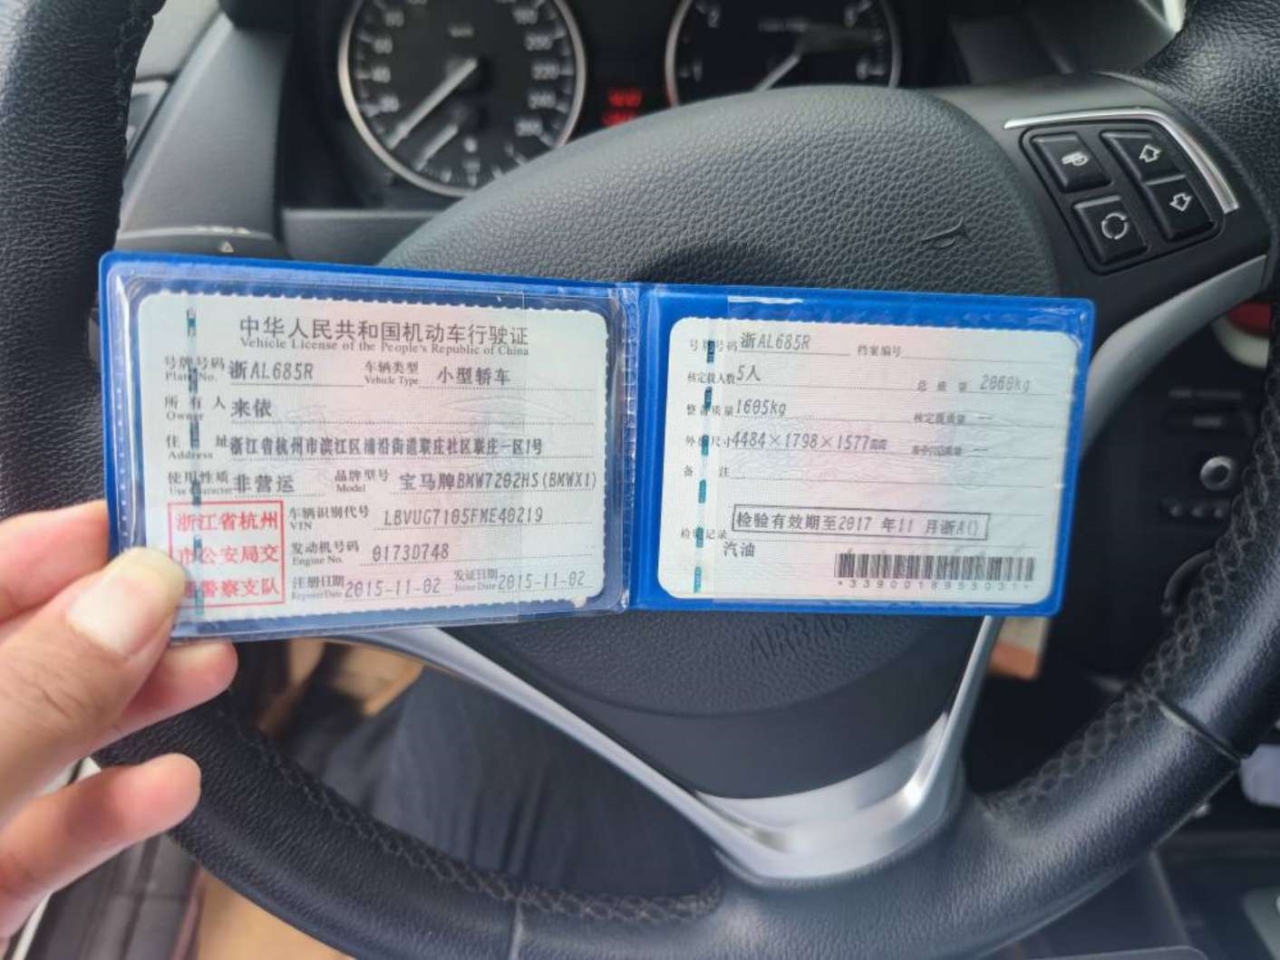 中华人民共和国机动车行驶证
Vehicle License of the People's Republic of China
号牌号码 浙AL685R 车辆类型 小型轿车
Plate No. Vehicle Type
所有人 来依
Owner
住址 浙江省杭州市滨江区浦沿街道联庄社区联庄一区1号
Address
使用性质 非营运 品牌型号 宝马牌BMW7202HS(BMWX1)
Use Character Model
车辆识别代号 LBVUG7105FME40219
VIN
发动机号码 01730748
Engine No.
注册日期 2015-11-02 发证日期 2015-11-02
Register Date Issue Date
浙江省杭州
市公安局交
通警察支队
号牌号码 浙AL685R 档案编号
核定载人数 5人 总质量 2060kg
整备质量 1605kg 核定载质量 --
外廓尺寸 4484×1798×1577mm --
备注
检验有效期至2017年11月浙A()
检验记录
汽油
*3390018955031*
AIRBAG